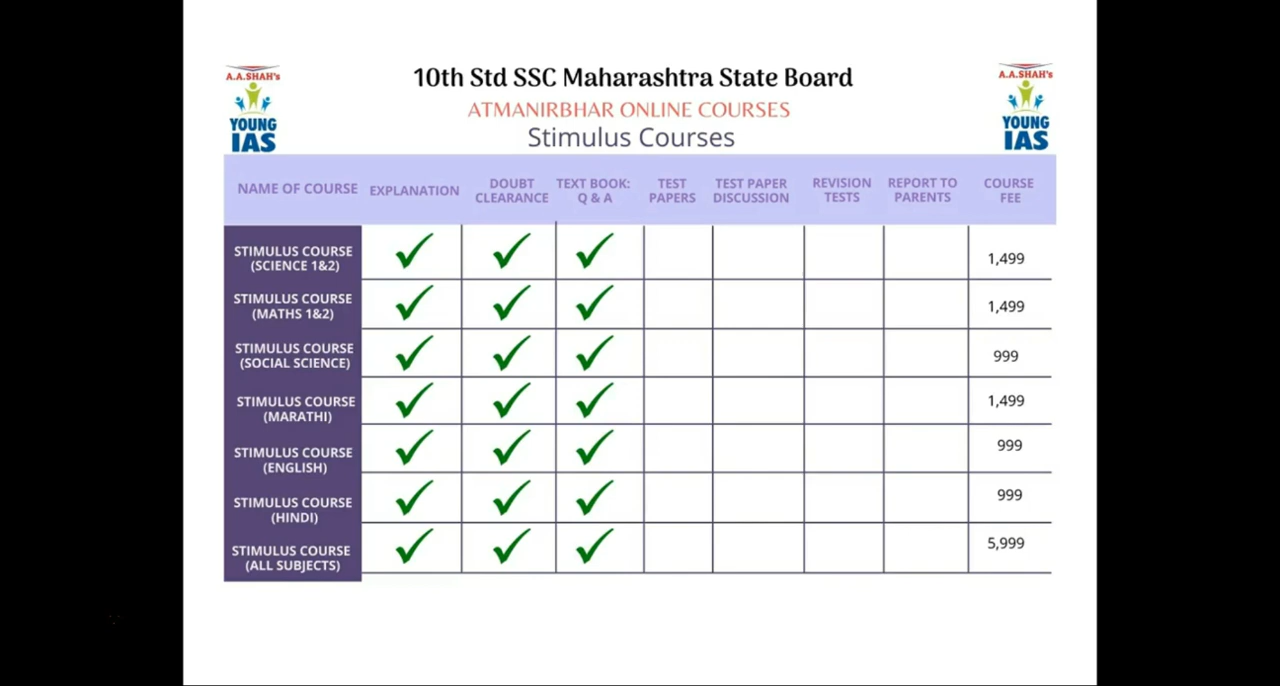 A.A.SHAH's
YOUNG
IAS
10th Std SSC Maharashtra State Board
ATMANIRBHAR ONLINE COURSES
Stimulus Courses
A.A.SHAH's
YOUNG
IAS
NAME OF COURSE
EXPLANATION
DOUBT
CLEARANCE
TEXT BOOK:
Q & A
TEST
PAPERS
TEST PAPER
DISCUSSION
REVISION
TESTS
REPORT TO
PARENTS
COURSE
FEE
STIMULUS COURSE
(SCIENCE 1&2)
1,499
STIMULUS COURSE
(MATHS 1&2)
1,499
STIMULUS COURSE
(SOCIAL SCIENCE)
999
STIMULUS COURSE
(MARATHI)
1,499
STIMULUS COURSE
(ENGLISH)
999
STIMULUS COURSE
(HINDI)
999
STIMULUS COURSE
(ALL SUBJECTS)
5,999